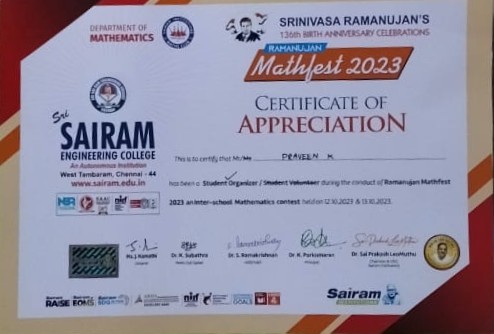 DEPARTMENT OF
MATHEMATICS
SRINIVASA RAMANUJAN'S
136th BIRTH ANNIVERSARY CELEBRATIONS
RAMANUJAN
Mathfest 2023
CERTIFICATE OF
APPRECIATION
Sri
SAIRAM
ENGINEERING COLLEGE
An Autonomous Institution
West Tambaram, Chennai - 44
www.sairam.edu.in
This is to certify that Mr/Ms PRAVEEN K
has been a Student Organizer / Student Volunteer during the conduct of Ramanujan Mathfest
2023 an inter-school Mathematics contest held on 12.10.2023 & 13.10.2023.
Dr. R. Subathra
Dr. S. Ramakrishnan
Dr. K. Porkumaran
Principal
Dr. Sai Prakash LeoMuthu
Sairam